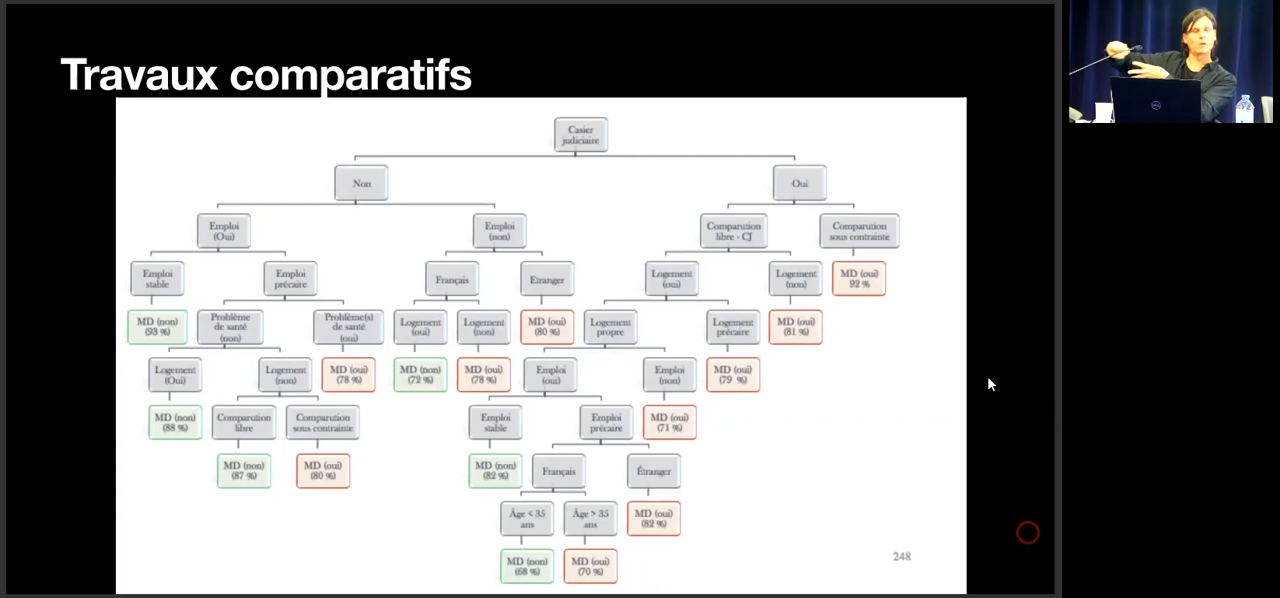 Travaux comparatifs
Casier
judiciaire
Non
Oui
Emploi
(Oui)
Emploi
(non)
Comparution
libre - CJ
Comparution
sous contrainte
Emploi
stable
Emploi
précaire
Français
Etranger
Logement
(oui)
Logement
(non)
MD (oui)
92 %
MD (non)
(93 %)
Problème
de santé
(non)
Problème(s)
de santé
(oui)
Logement
(oui)
Logement
(non)
MD (oui)
(80 %)
Logement
propre
Logement
précaire
MD (oui)
(81 %)
Logement
(Oui)
Logement
(non)
MD (oui)
(78 %)
MD (non)
(72 %)
MD (oui)
(78 %)
Emploi
(oui)
Emploi
(non)
MD (oui)
(79 %)
MD (non)
(88 %)
Comparution
libre
Comparution
sous contrainte
Emploi
stable
Emploi
précaire
MD (oui)
(71 %)
MD (non)
(87 %)
MD (oui)
(80 %)
MD (non)
(82 %)
Français
Étranger
Âge < 35
ans
Âge > 35
ans
MD (oui)
(82 %)
MD (non)
(68 %)
MD (oui)
(70 %)
248